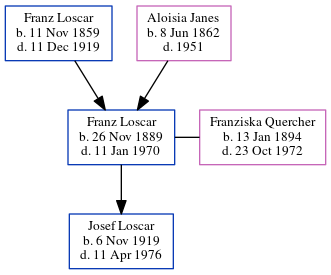 Franz Loscar
b. 11 Nov 1859
d. 11 Dec 1919
Aloisia Janes
b. 8 Jun 1862
d. 1951
Franz Loscar
b. 26 Nov 1889
d. 11 Jan 1970
Franziska Quercher
b. 13 Jan 1894
d. 23 Oct 1972
Josef Loscar
b. 6 Nov 1919
d. 11 Apr 1976